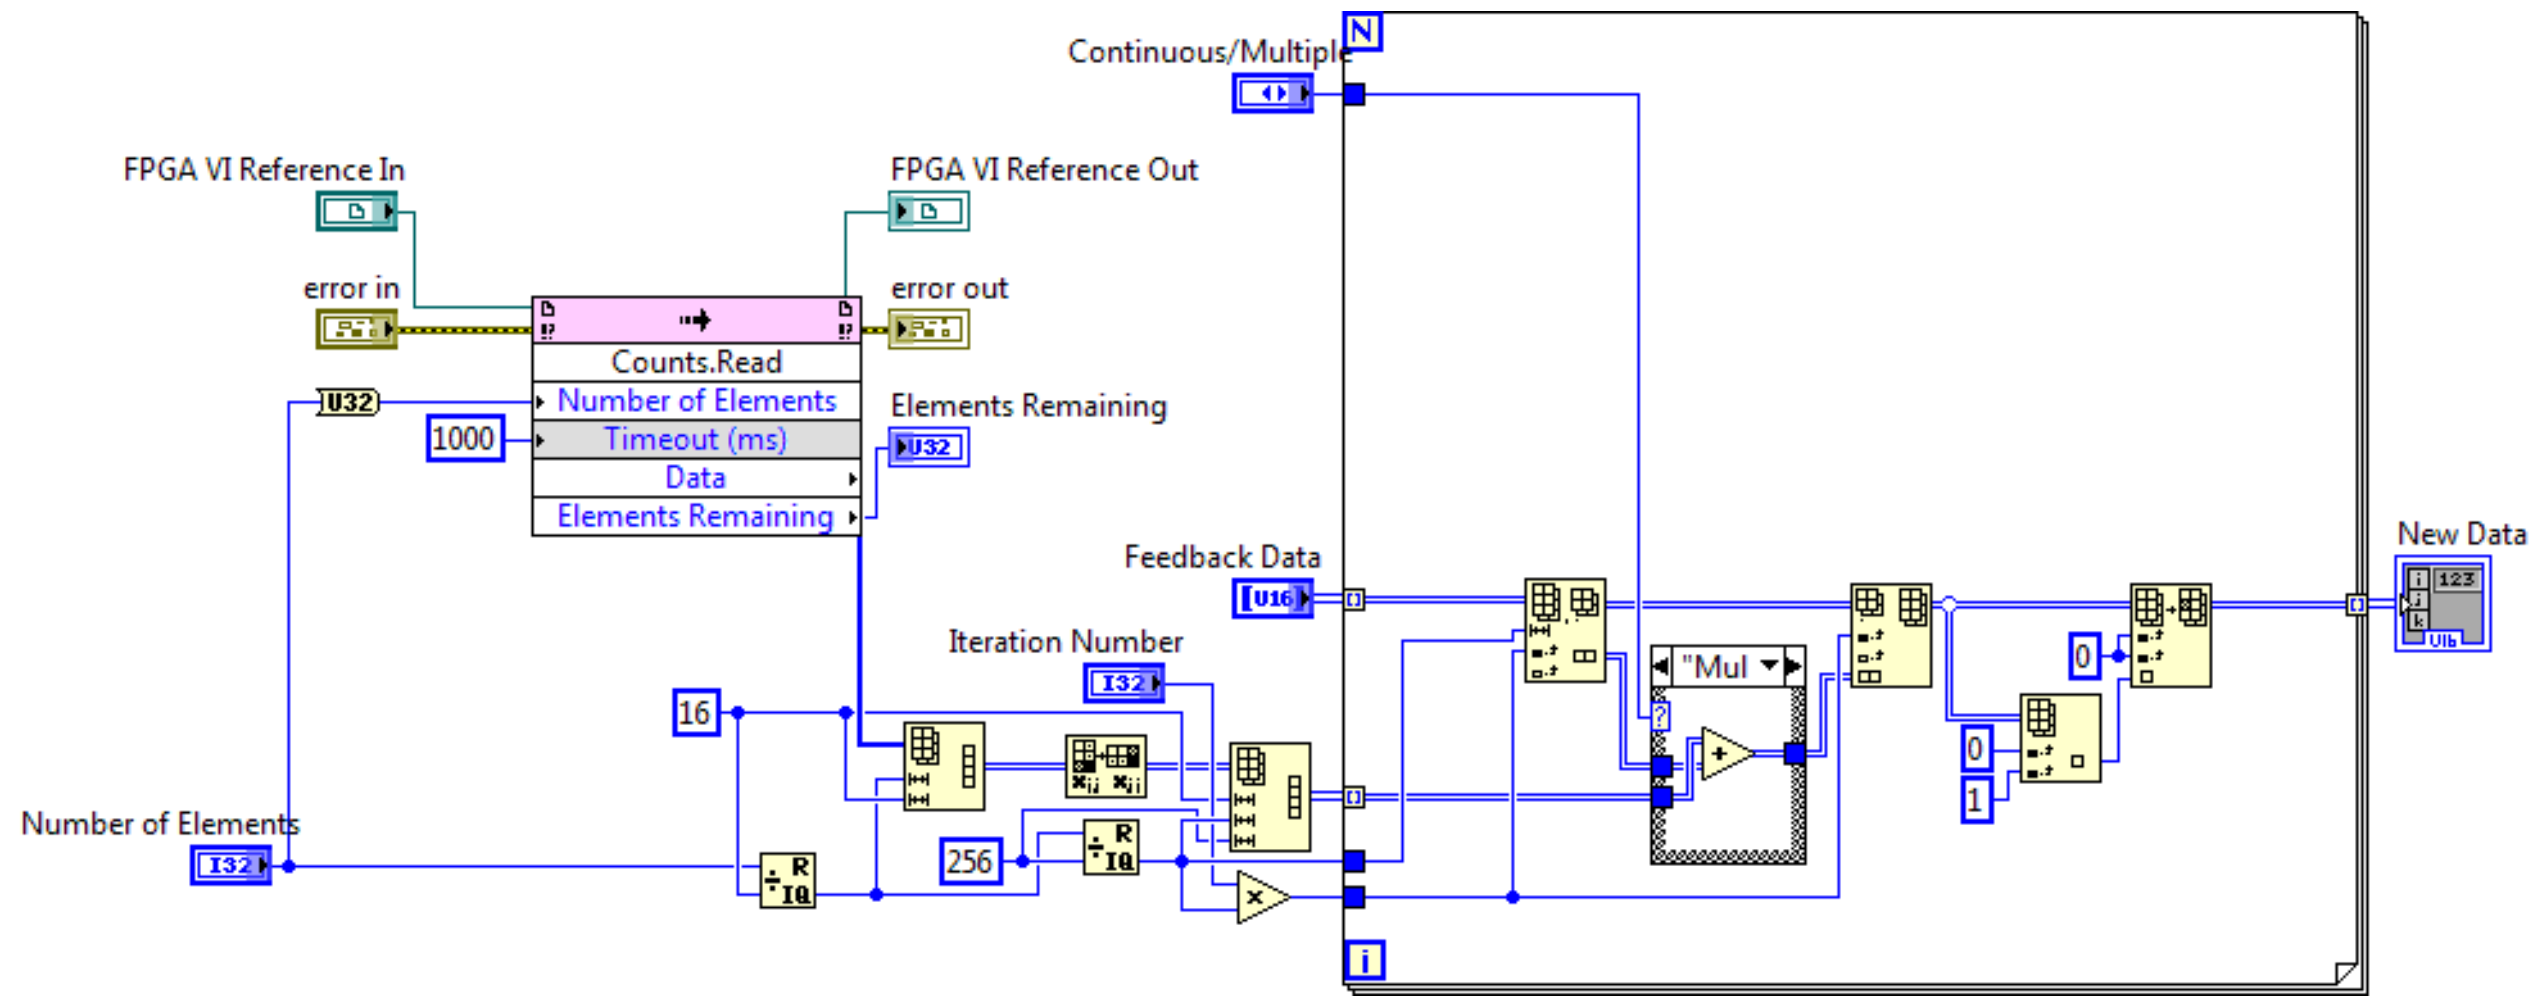 N
Continuous/Multiple
FPGA VI Reference In
FPGA VI Reference Out
error in
error out
!?
!?
Counts.Read
U32
Number of Elements
Elements Remaining
1000
Timeout (ms)
U32
Data
Elements Remaining
New Data
Feedback Data
[U16]
123
i
j
k
U16
Iteration Number
I32
"Mul
0
16
?
+
0
1
Xij Xji
Number of Elements
I32
R
IQ
256
R
IQ
x
i